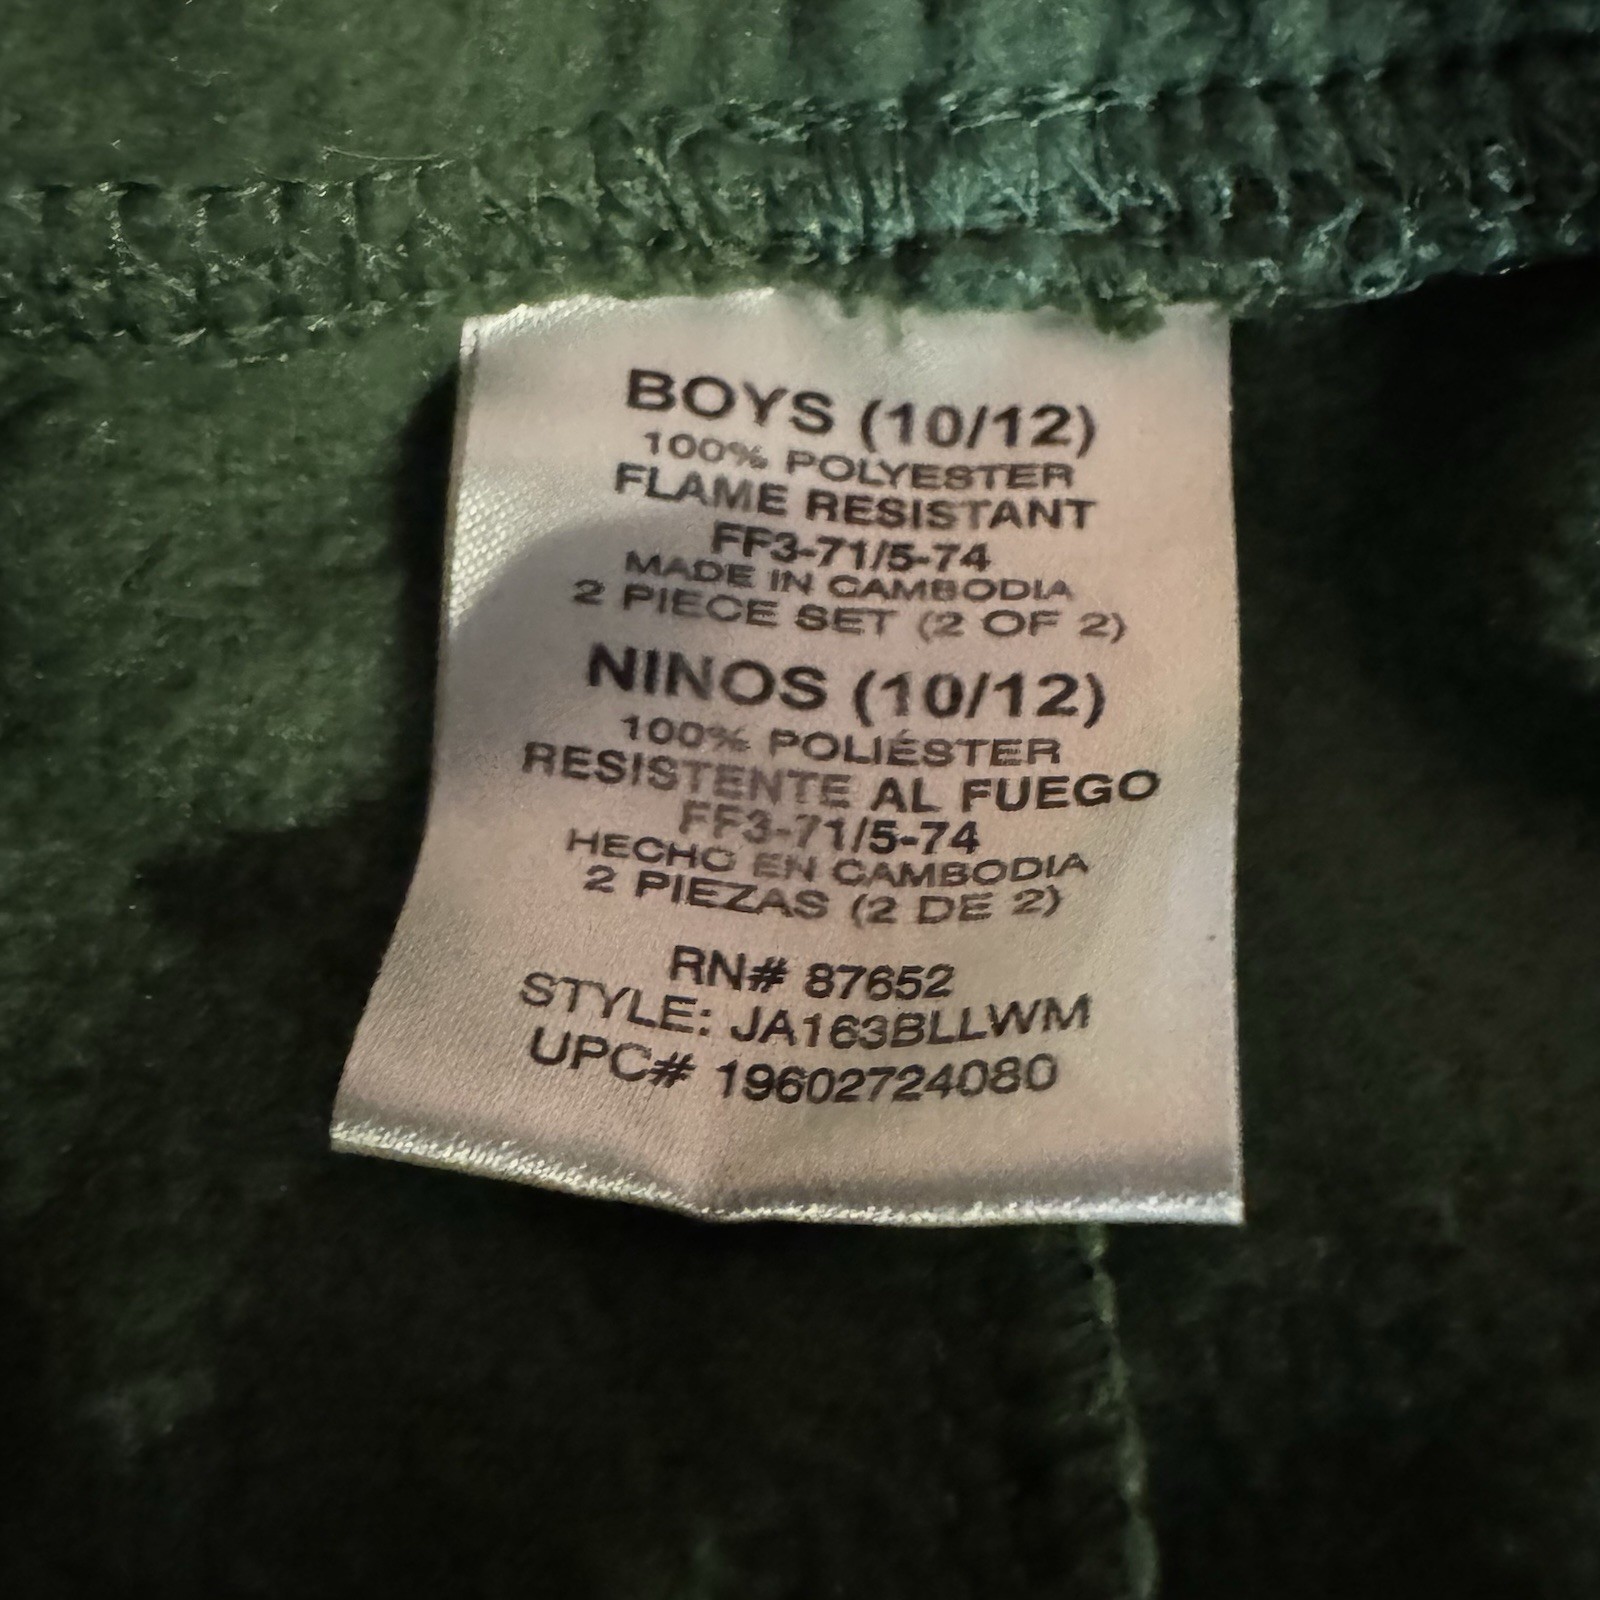 BOYS (10/12)
100% POLYESTER
FLAME RESISTANT
FF3-71/5-74
MADE IN CAMBODIA
2 PIECE SET (2 OF 2)
NINOS (10/12)
100% POLIÉSTER
RESISTENTE AL FUEGO
FF3-71/5-74
HECHO EN CAMBODIA
2 PIEZAS (2 DE 2)
RN# 87652
STYLE: JA163BLLWM
UPC# 19602724080